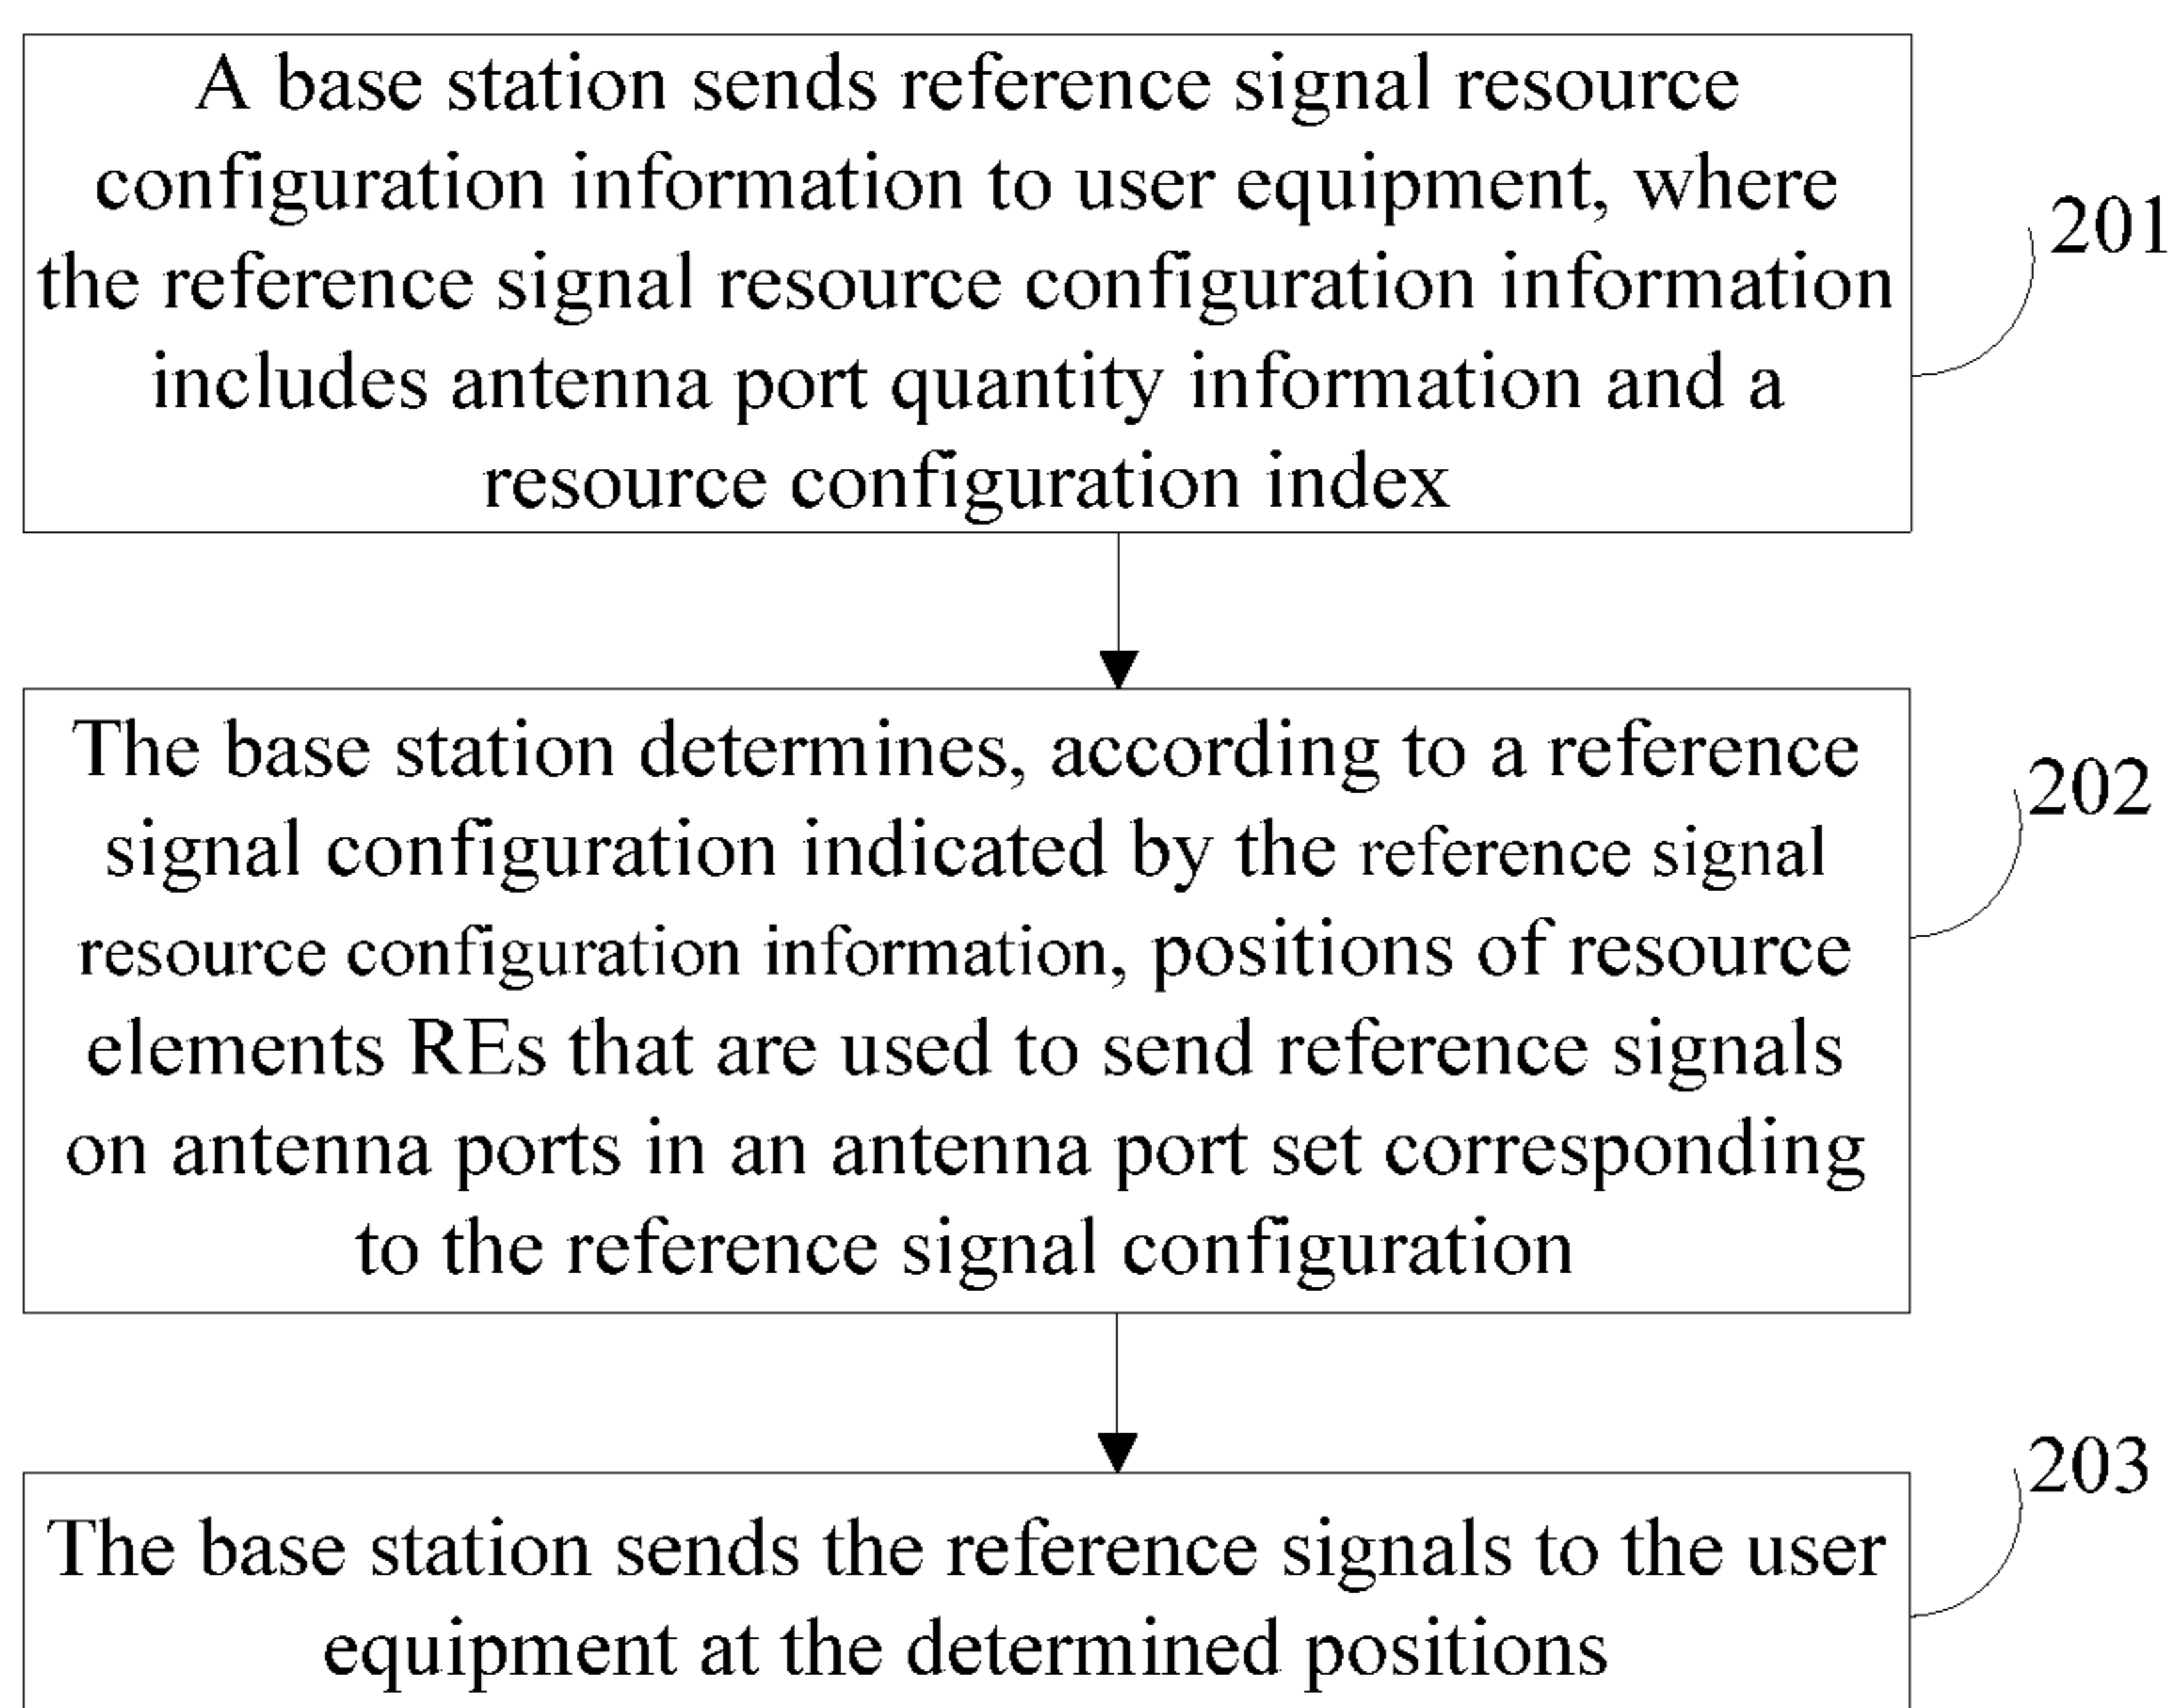 A base station sends reference signal resource
configuration information to user equipment, where
the reference signal resource configuration information
includes antenna port quantity information and a
resource configuration index
201
The base station determines, according to a reference
signal configuration indicated by the reference signal
resource configuration information, positions of resource
elements REs that are used to send reference signals
on antenna ports in an antenna port set corresponding
to the reference signal configuration
202
The base station sends the reference signals to the user
equipment at the determined positions
203